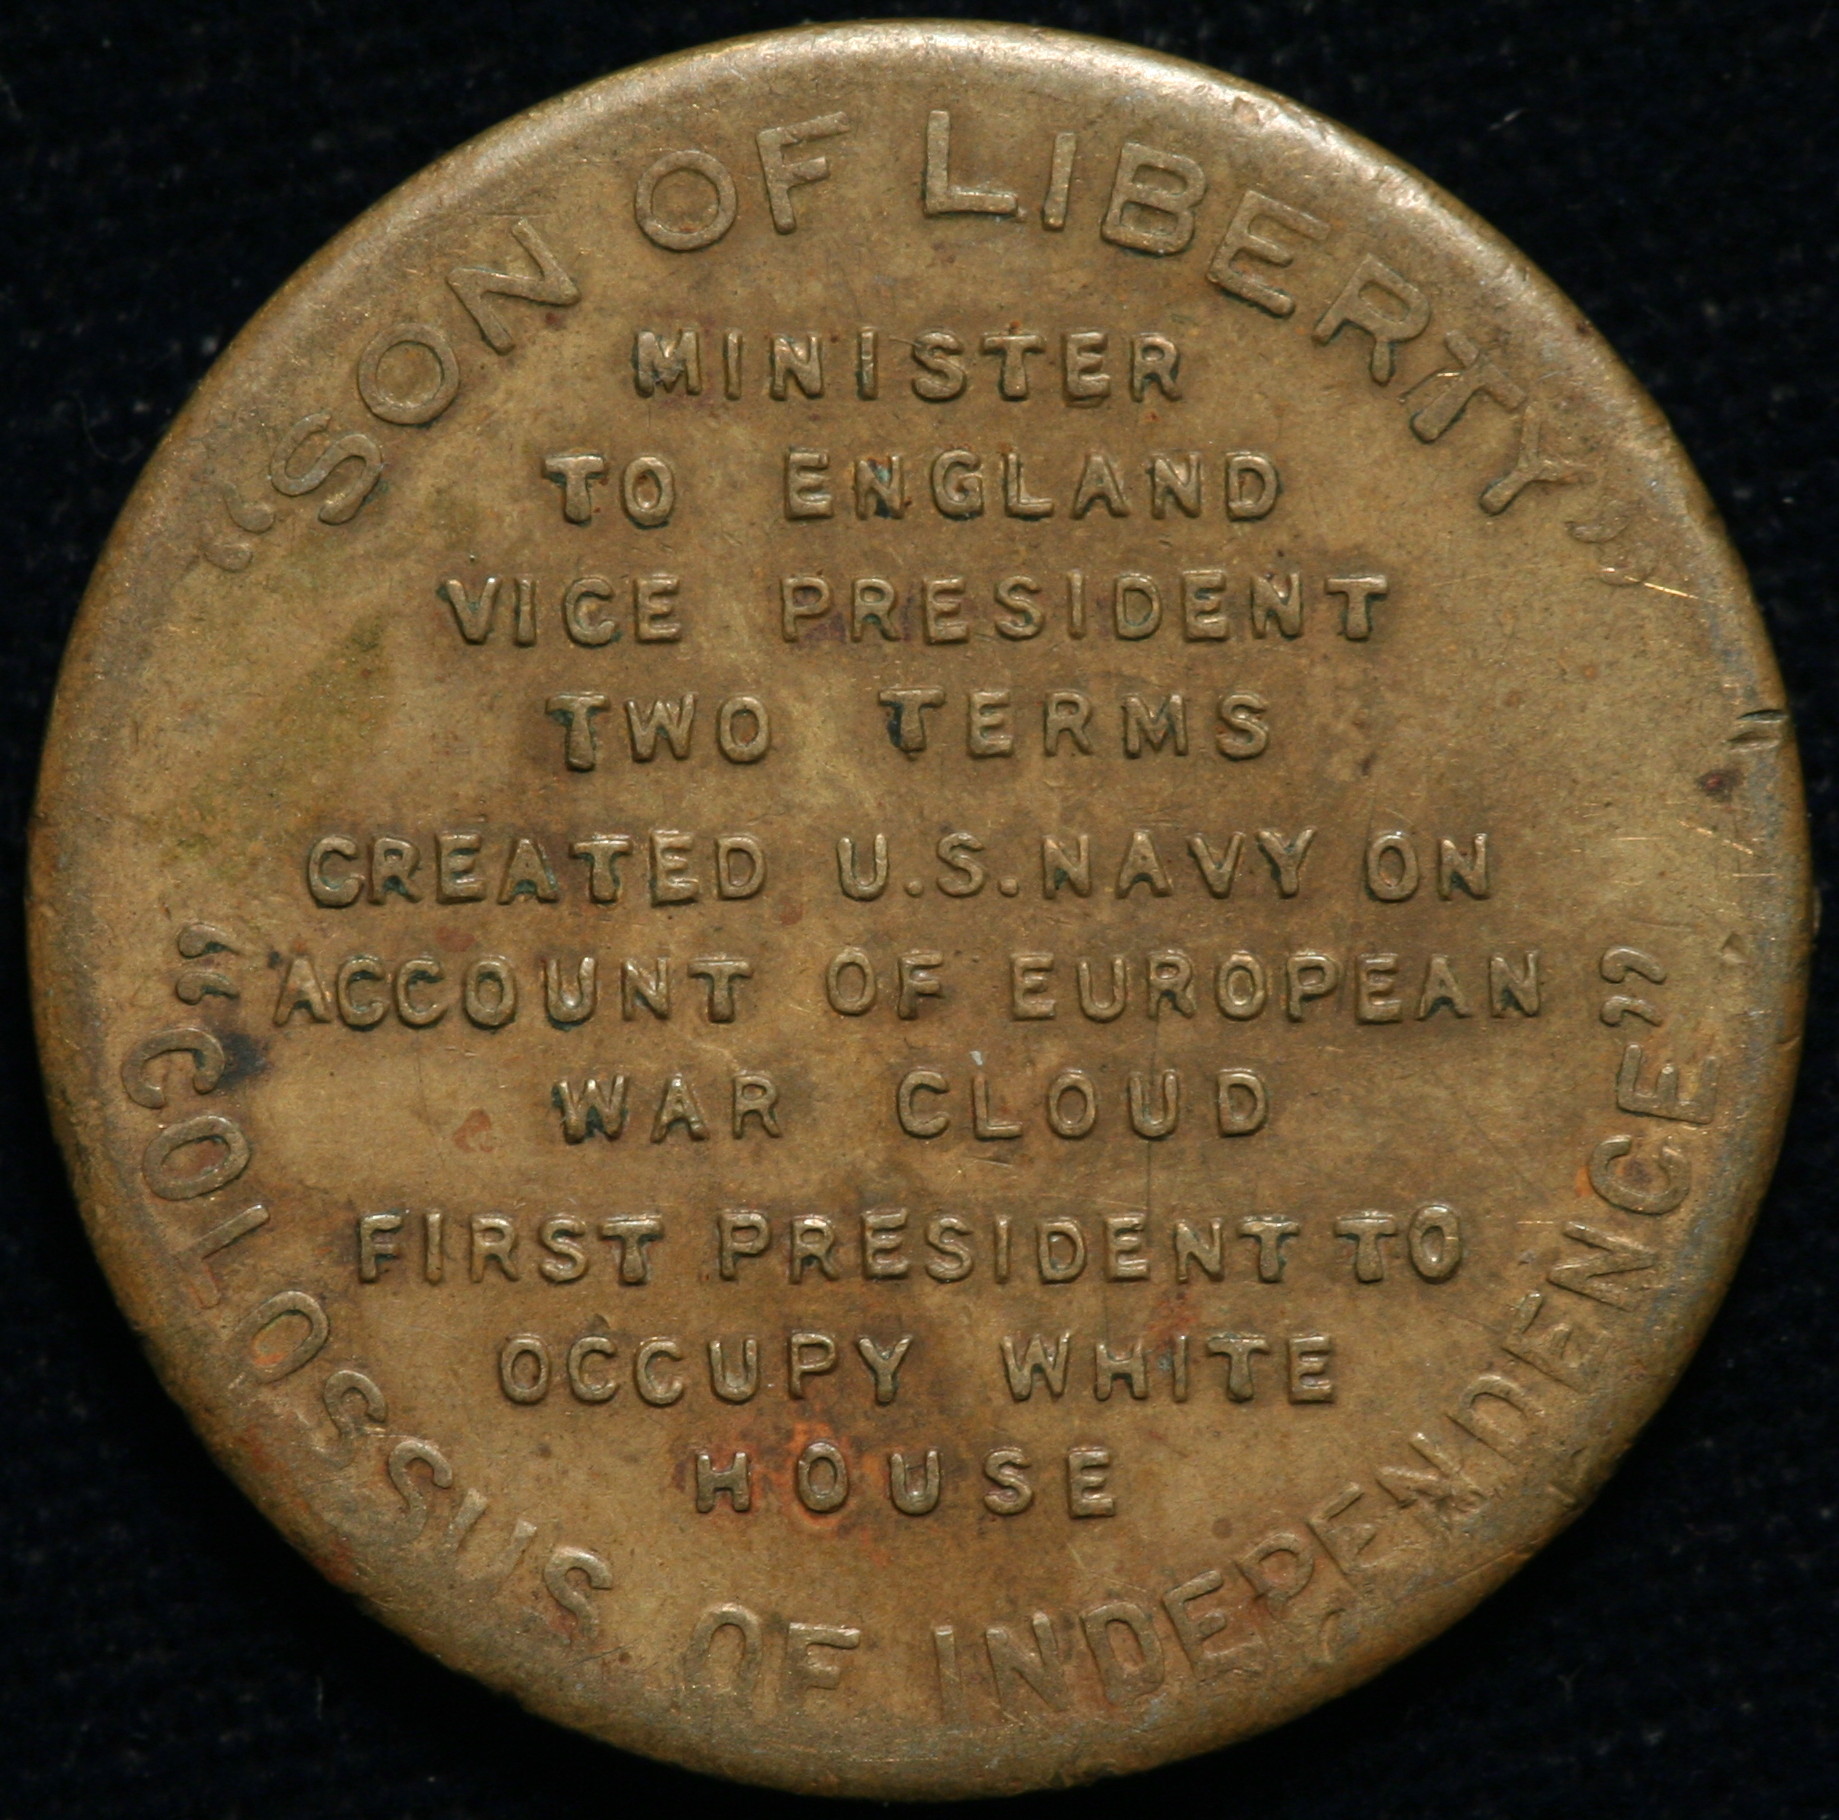 “SON OF LIBERTY”
MINISTER
TO ENGLAND
VICE PRESIDENT
TWO TERMS
CREATED U.S. NAVY ON
ACCOUNT OF EUROPEAN
WAR CLOUD
FIRST PRESIDENT TO
OCCUPY WHITE
HOUSE
“COLOSSUS OF INDEPENDENCE”